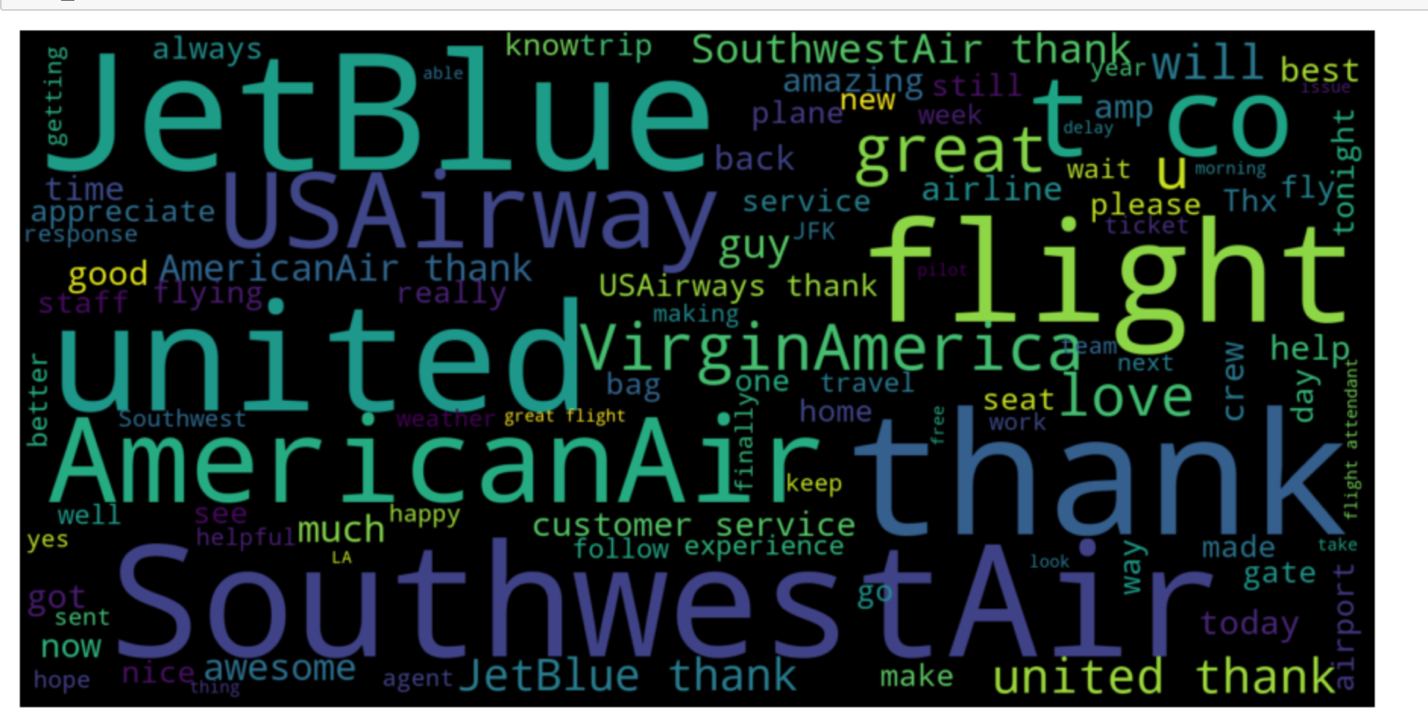 getting
always
JetBlue
able
knowtrip
SouthwestAir thank
year
will
best
issue
amazing
still
new
plane
week
t co
amp
delay
back
great
wait
u
morning
tonight
time
USAirway
service
airline
please
Thx
fly
appreciate
response
guy
JFK
ticket
flight
good
AmericanAir thank
pilot
staff
flying
really
USAirways thank
making
united
VirginAmerica
team
next
crew
help
better
bag
one
travel
seat
love
day
Southwest
weather
great flight
finally
home
free
work
flight attendant
AmericanAir
keep
thank
well
see
much
happy
customer service
yes
helpful
LA
follow
experience
look
way
made
take
got
sent
SouthwestAir
go
gate
airport
now
today
hope
nice
thing
awesome
agent
JetBlue thank
make
united thank